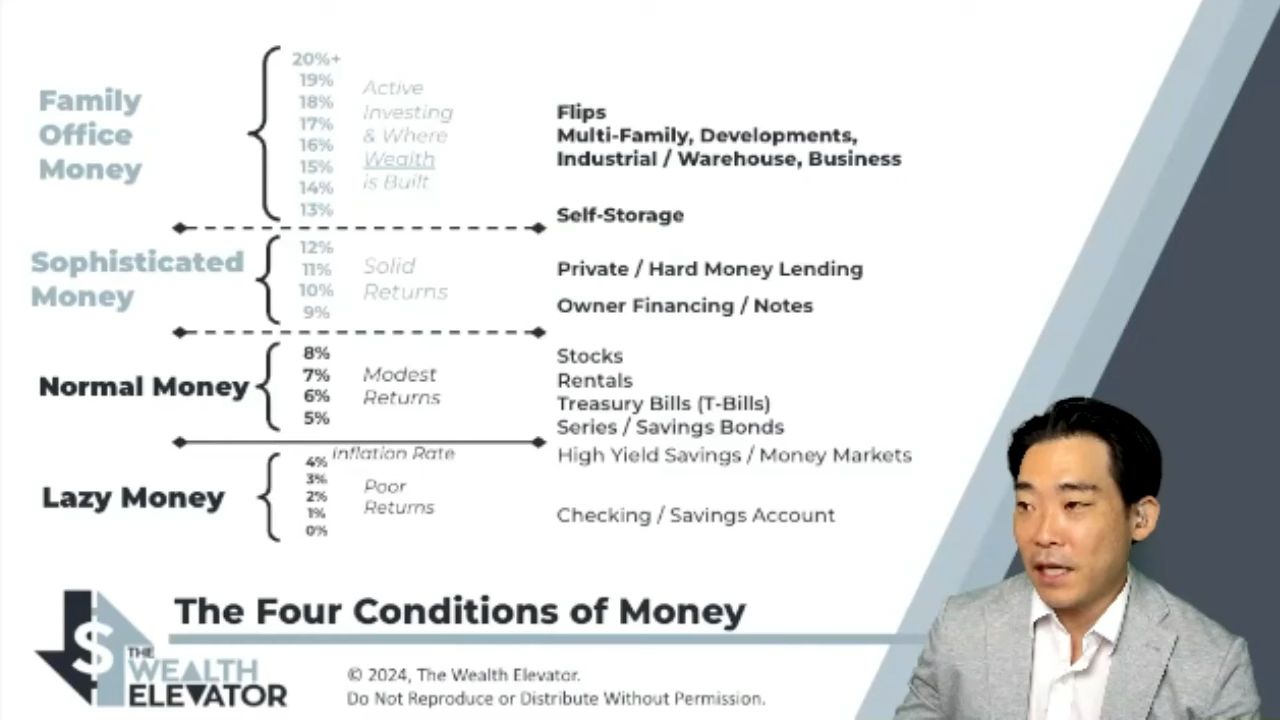 Family
Office
Money
20%+
19%
18%
17%
16%
15%
14%
13%
Active
Investing
& Where
Wealth
is Built
Flips
Multi-Family, Developments,
Industrial / Warehouse, Business
Self-Storage
Sophisticated
Money
12%
11%
10%
9%
Solid
Returns
Private / Hard Money Lending
Owner Financing / Notes
Normal Money
8%
7%
6%
5%
Modest
Returns
Stocks
Rentals
Treasury Bills (T-Bills)
Series / Savings Bonds
Inflation Rate
High Yield Savings / Money Markets
Lazy Money
4%
3%
2%
1%
0%
Poor
Returns
Checking / Savings Account
The Four Conditions of Money
$
THE
WEALTH
ELEVATOR
© 2024, The Wealth Elevator.
Do Not Reproduce or Distribute Without Permission.